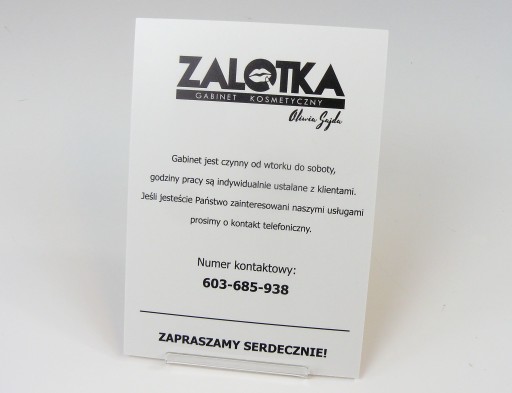 ZALOTKA
GABINET KOSMETYCZNY
Oliwia Gajda
Gabinet jest czynny od wtorku do soboty,
godziny pracy są indywidualnie ustalane z klientami.
Jeśli jesteście Państwo zainteresowani naszymi usługami
prosimy o kontakt telefoniczny.
Numer kontaktowy:
603-685-938
ZAPRASZAMY SERDECZNIE!